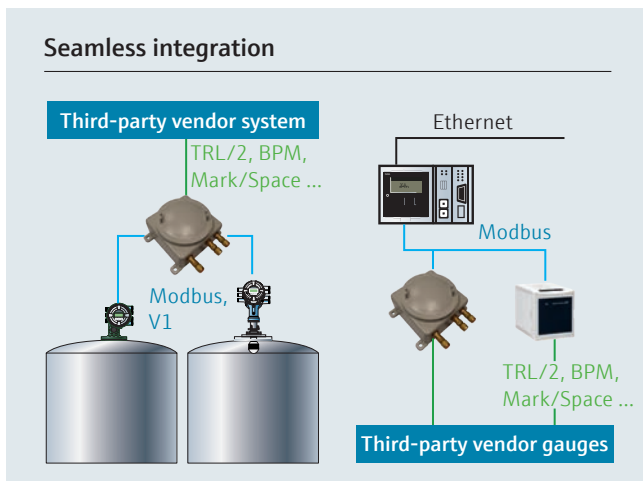 Seamless integration
Third-party vendor system
TRL/2, BPM,
Mark/Space ...
Modbus,
V1
Ethernet
Modbus
TRL/2, BPM,
Mark/Space ...
Third-party vendor gauges